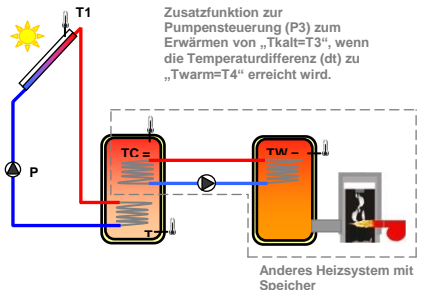 T1
Zusatzfunktion zur
Pumpensteuerung (P3) zum
Erwärmen von „Tkalt=T3", wenn
die Temperaturdifferenz (dt) zu
„Twarm=T4" erreicht wird.
P
TC =
TW =
T
Anderes Heizsystem mit
Speicher